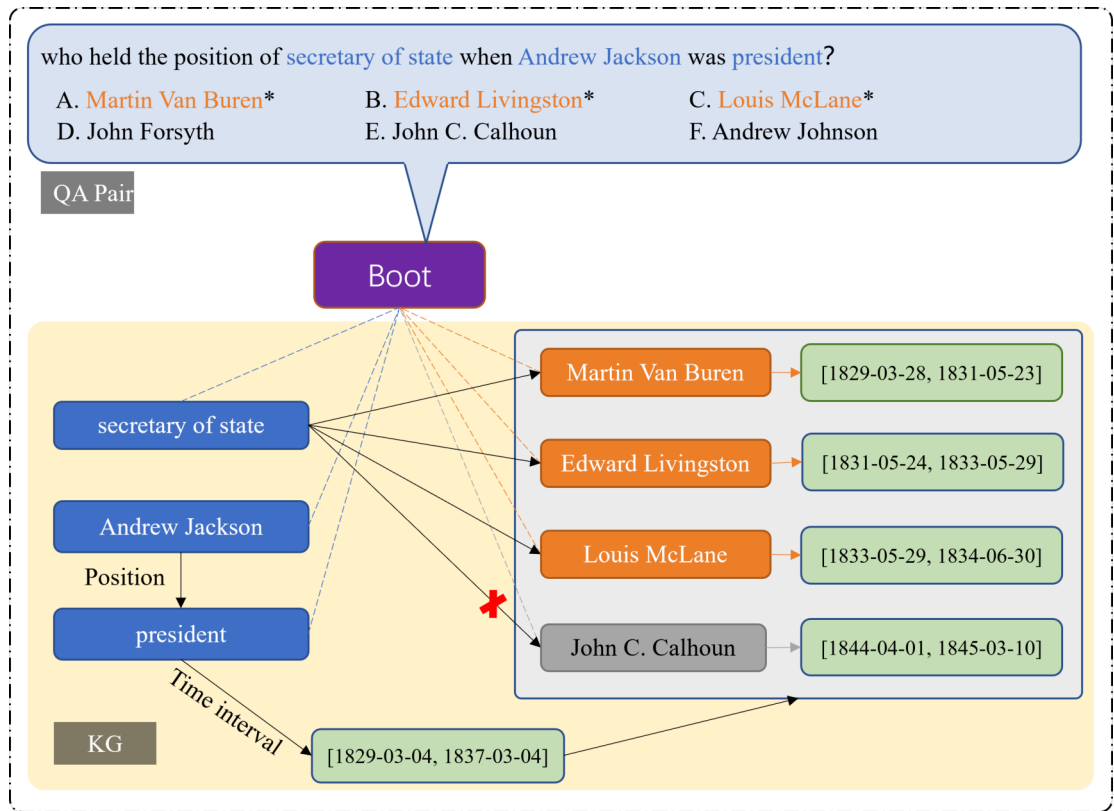 who held the position of secretary of state when Andrew Jackson was president?
A. Martin Van Buren* B. Edward Livingston* C. Louis McLane*
D. John Forsyth E. John C. Calhoun F. Andrew Johnson
QA Pair
Boot
Martin Van Buren [1829-03-28, 1831-05-23]
secretary of state
Edward Livingston [1831-05-24, 1833-05-29]
Andrew Jackson
Louis McLane [1833-05-29, 1834-06-30]
Position
president
John C. Calhoun [1844-04-01, 1845-03-10]
Time interval
KG
[1829-03-04, 1837-03-04]